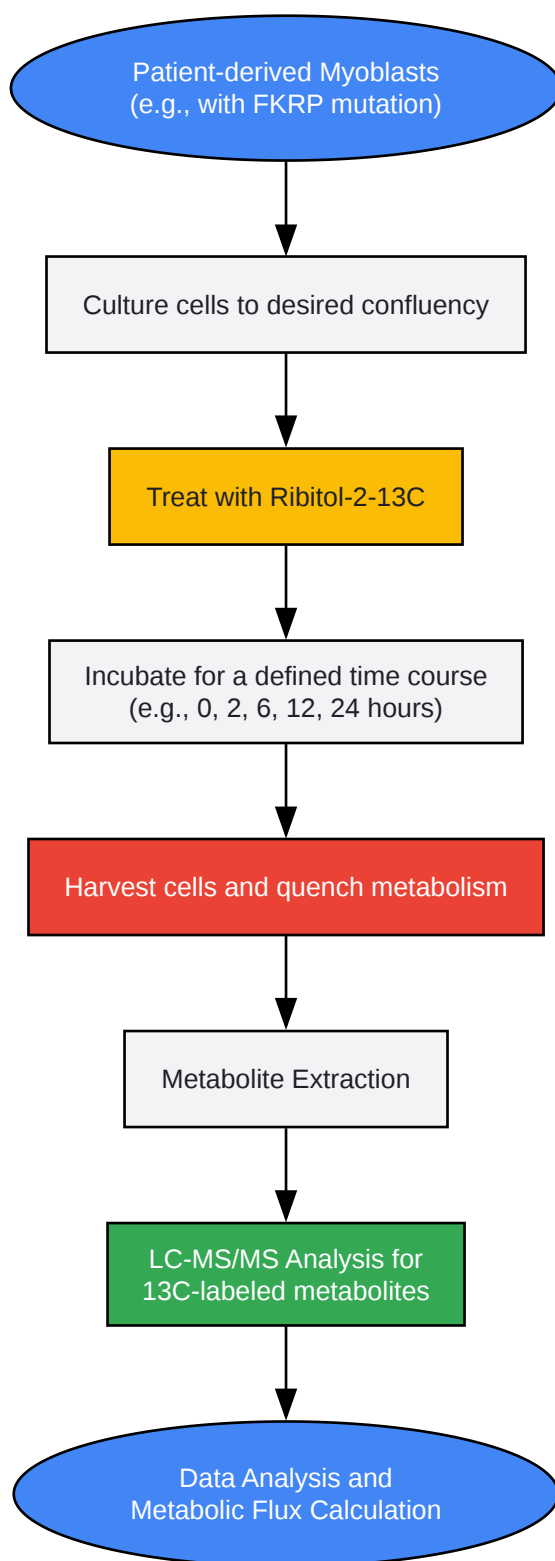 Patient-derived Myoblasts
(e.g., with FKRP mutation)
Culture cells to desired confluency
Treat with Ribitol-2-13C
Incubate for a defined time course
(e.g., 0, 2, 6, 12, 24 hours)
Harvest cells and quench metabolism
Metabolite Extraction
LC-MS/MS Analysis for
13C-labeled metabolites
Data Analysis and
Metabolic Flux Calculation